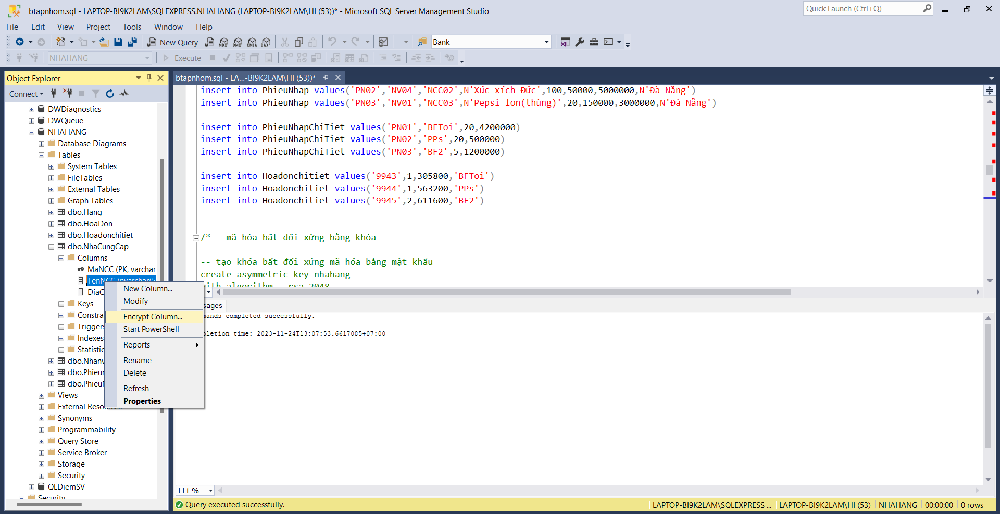 btapnhom.sql - LAPTOP-BI9K2LAM\SQLEXPRESS.NHAHANG (LAPTOP-BI9K2LAM\HI (53))* - Microsoft SQL Server Management Studio
Quick Launch (Ctrl+Q)
File Edit View Project Tools Window Help
New Query MDX DMX XMLA DAX Bank
NHAHANG Execute
Object Explorer
Connect
DWDiagnostics
DWQueue
NHAHANG
Database Diagrams
Tables
System Tables
FileTables
External Tables
Graph Tables
dbo.Hang
dbo.HoaDon
dbo.Hoadonchitiet
dbo.NhaCungCap
Columns
MaNCC (PK, varchar
TenNCC (nvarchar(5
DiaC
Keys
Constra
Triggers
Indexes
Statistic
dbo.Nhanv
dbo.Phieun
dbo.PhieuN
Views
External Resources
Synonyms
Programmability
Query Store
Service Broker
Storage
Security
QLDiemSV
Security
New Column...
Modify
Encrypt Column...
Start PowerShell
Reports
Rename
Delete
Refresh
Properties
btapnhom.sql - LA...-BI9K2LAM\HI (53))*
insert into PhieuNhap values('PN02','NV04','NCC02',N'Xúc xích Đức',100,50000,5000000,N'Đà Nẵng')
insert into PhieuNhap values('PN03','NV01','NCC03',N'Pepsi lon(thùng)',20,150000,3000000,N'Đà Nẵng')
insert into PhieuNhapChiTiet values('PN01','BFToi',20,4200000)
insert into PhieuNhapChiTiet values('PN02','PPs',20,500000)
insert into PhieuNhapChiTiet values('PN03','BF2',5,1200000)
insert into Hoadonchitiet values('9943',1,305800,'BFToi')
insert into Hoadonchitiet values('9944',1,563200,'PPs')
insert into Hoadonchitiet values('9945',2,611600,'BF2')
/* --mã hóa bất đối xứng bằng khóa
-- tạo khóa bất đối xứng mã hóa bằng mật khẩu
create asymmetric key nhahang
with algorithm = rsa_2048
sages
mands completed successfully.
pletion time: 2023-11-24T13:07:53.6617085+07:00
111 %
Query executed successfully.
LAPTOP-BI9K2LAM\SQLEXPRESS ... LAPTOP-BI9K2LAM\HI (53) NHAHANG 00:00:00 0 rows